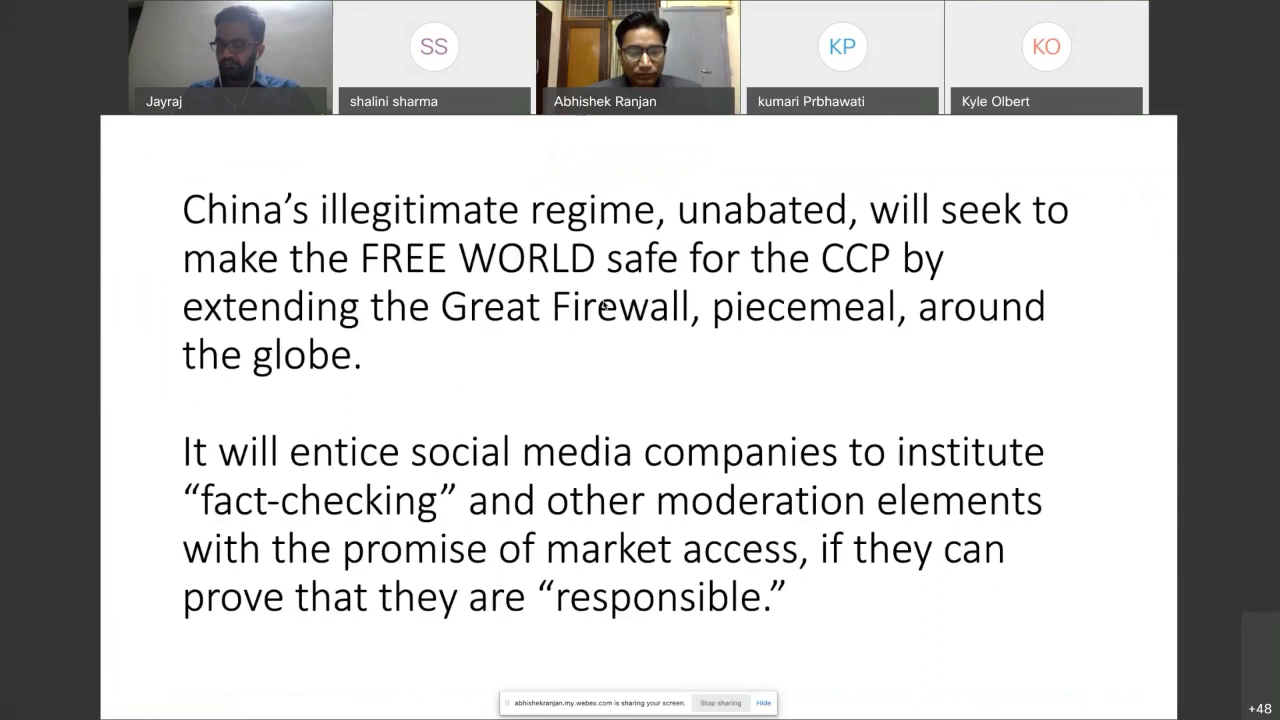 SS
KP
KO
Jayraj
shalini sharma
Abhishek Ranjan
kumari Prbhawati
Kyle Olbert
China’s illegitimate regime, unabated, will seek to
make the FREE WORLD safe for the CCP by
extending the Great Firewall, piecemeal, around
the globe.
It will entice social media companies to institute
“fact-checking” and other moderation elements
with the promise of market access, if they can
prove that they are “responsible.”
abhishekranjan.my.webex.com is sharing your screen.
Stop sharing
Hide
+48